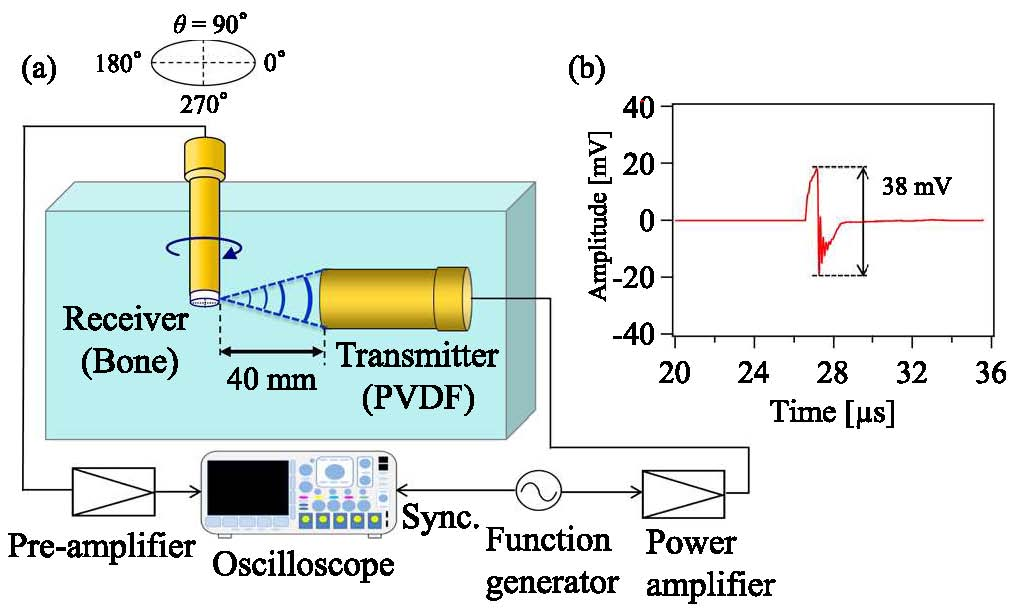 (a)
θ = 90°
180°
0°
270°
Receiver
(Bone)
40 mm
Transmitter
(PVDF)
Pre-amplifier
Oscilloscope
Sync.
Function
generator
Power
amplifier
(b)
Amplitude [mV]
40
20
0
-20
-40
38 mV
20
24
28
32
36
Time [µs]